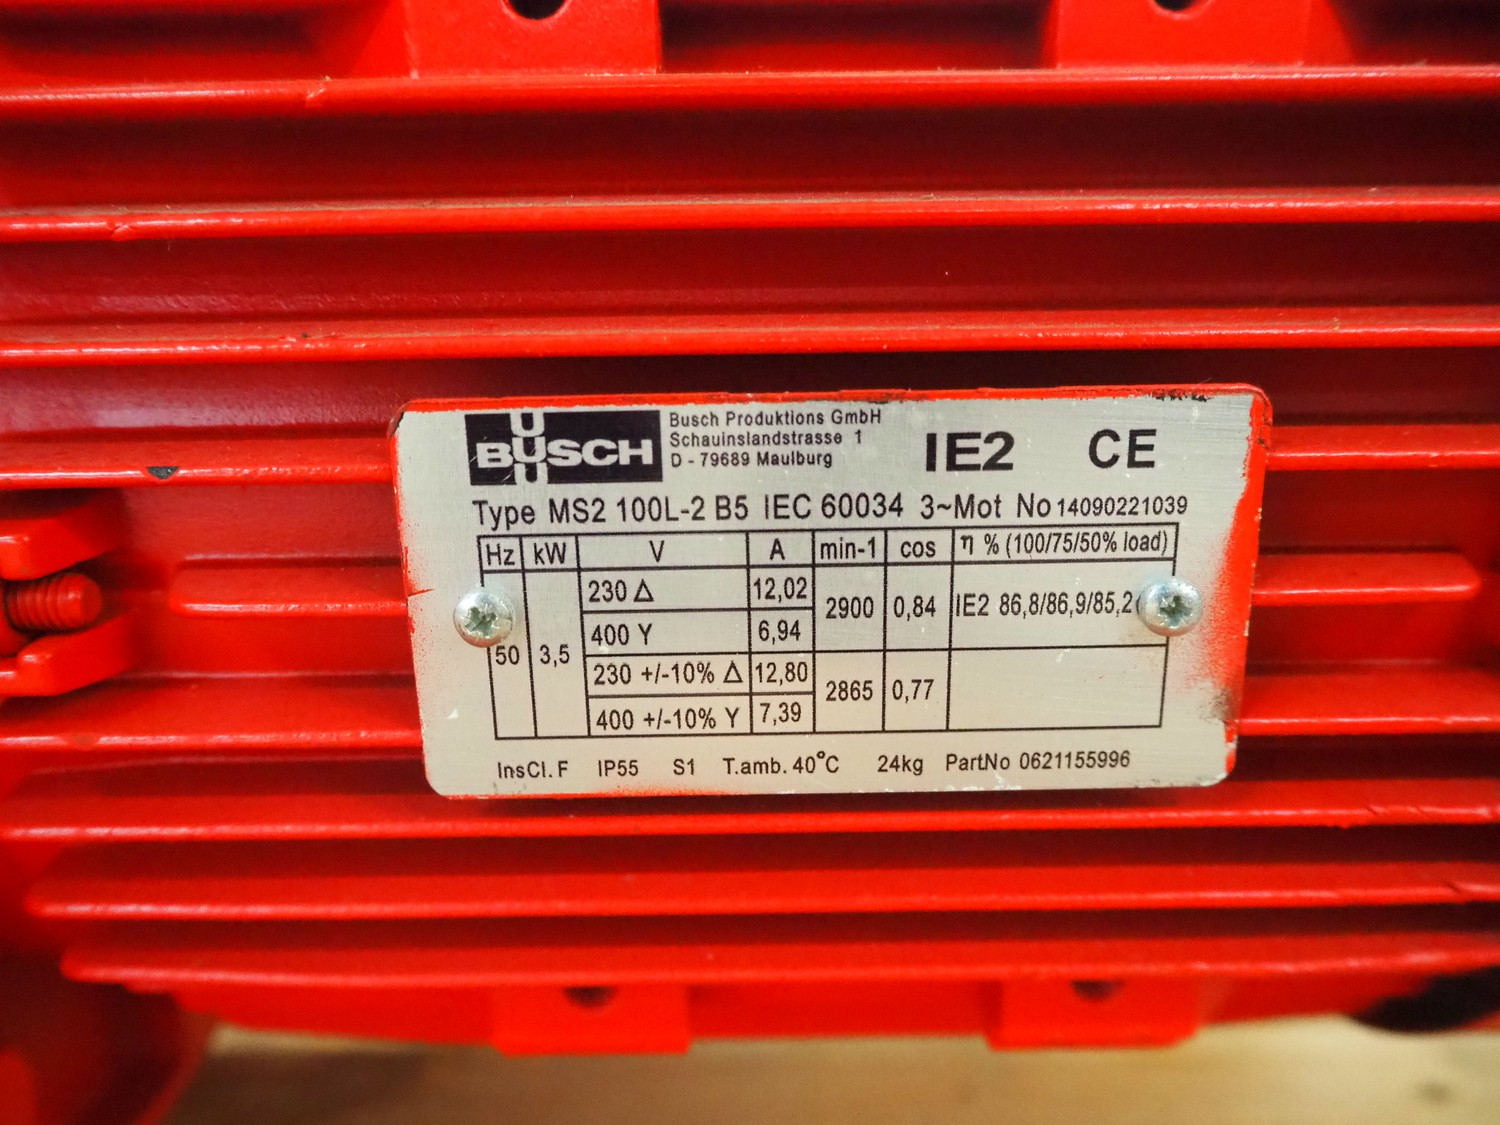 BUSCH
Busch Produktions GmbH
Schauinslandstrasse 1
D - 79689 Maulburg
IE2 CE
Type MS2 100L-2 B5 IEC 60034 3~Mot No 14090221039
Hz kW V A min-1 cos η % (100/75/50% load)
50 3,5
230 Δ 12,02 2900 0,84 IE2 86,8/86,9/85,2
400 Y 6,94
230 +/-10% Δ 12,80 2865 0,77
400 +/-10% Y 7,39
InsCl. F IP55 S1 T.amb. 40°C 24kg PartNo 0621155996